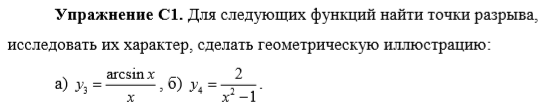 Упражнение С1. Для следующих функций найти точки разрыва,
исследовать их характер, сделать геометрическую иллюстрацию:
а) y₃ = arcsin x / x , б) y₄ = 2 / (x² − 1) .